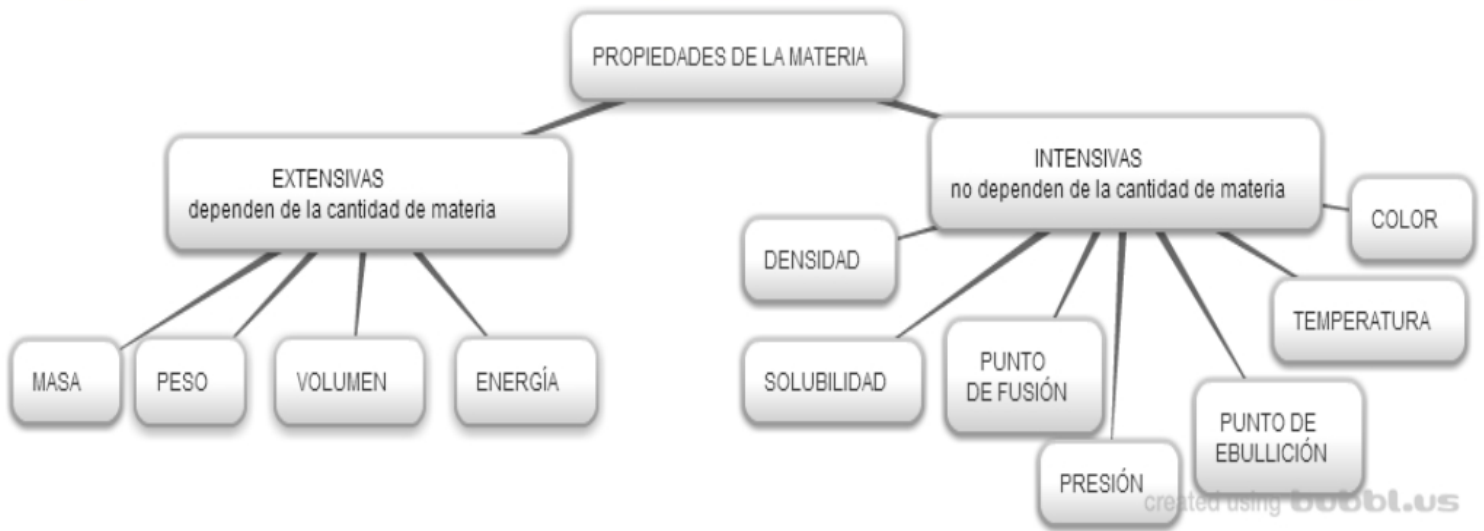 PROPIEDADES DE LA MATERIA
EXTENSIVAS
dependen de la cantidad de materia
MASA
PESO
VOLUMEN
ENERGÍA
INTENSIVAS
no dependen de la cantidad de materia
DENSIDAD
SOLUBILIDAD
PUNTO
DE FUSIÓN
PRESIÓN
PUNTO DE
EBULLICIÓN
TEMPERATURA
COLOR
created using bubbl.us